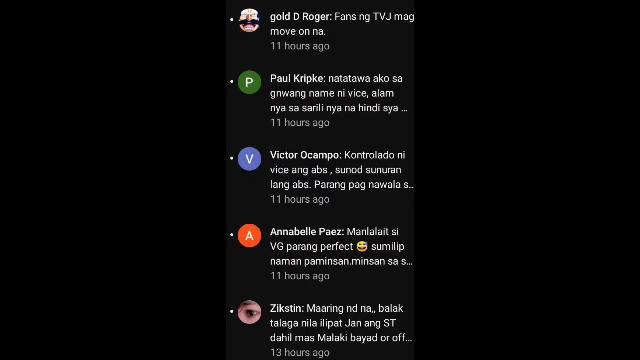 gold D Roger: Fans ng TVJ mag
move on na.
11 hours ago
Paul Kripke: natatawa ako sa
gnwang name ni vice, alam
nya sa sarili nya na hindi sya ...
11 hours ago
Victor Ocampo: Kontrolado ni
vice ang abs , sunod sunuran
lang abs. Parang pag nawala s...
11 hours ago
Annabelle Paez: Manlalait si
VG parang perfect 😅 sumilip
naman paminsan.minsan sa s...
11 hours ago
Zikstin: Maaring nd na,, balak
talaga nila ilipat Jan ang ST
dahil mas Malaki bayad or off...
13 hours ago
P
V
A